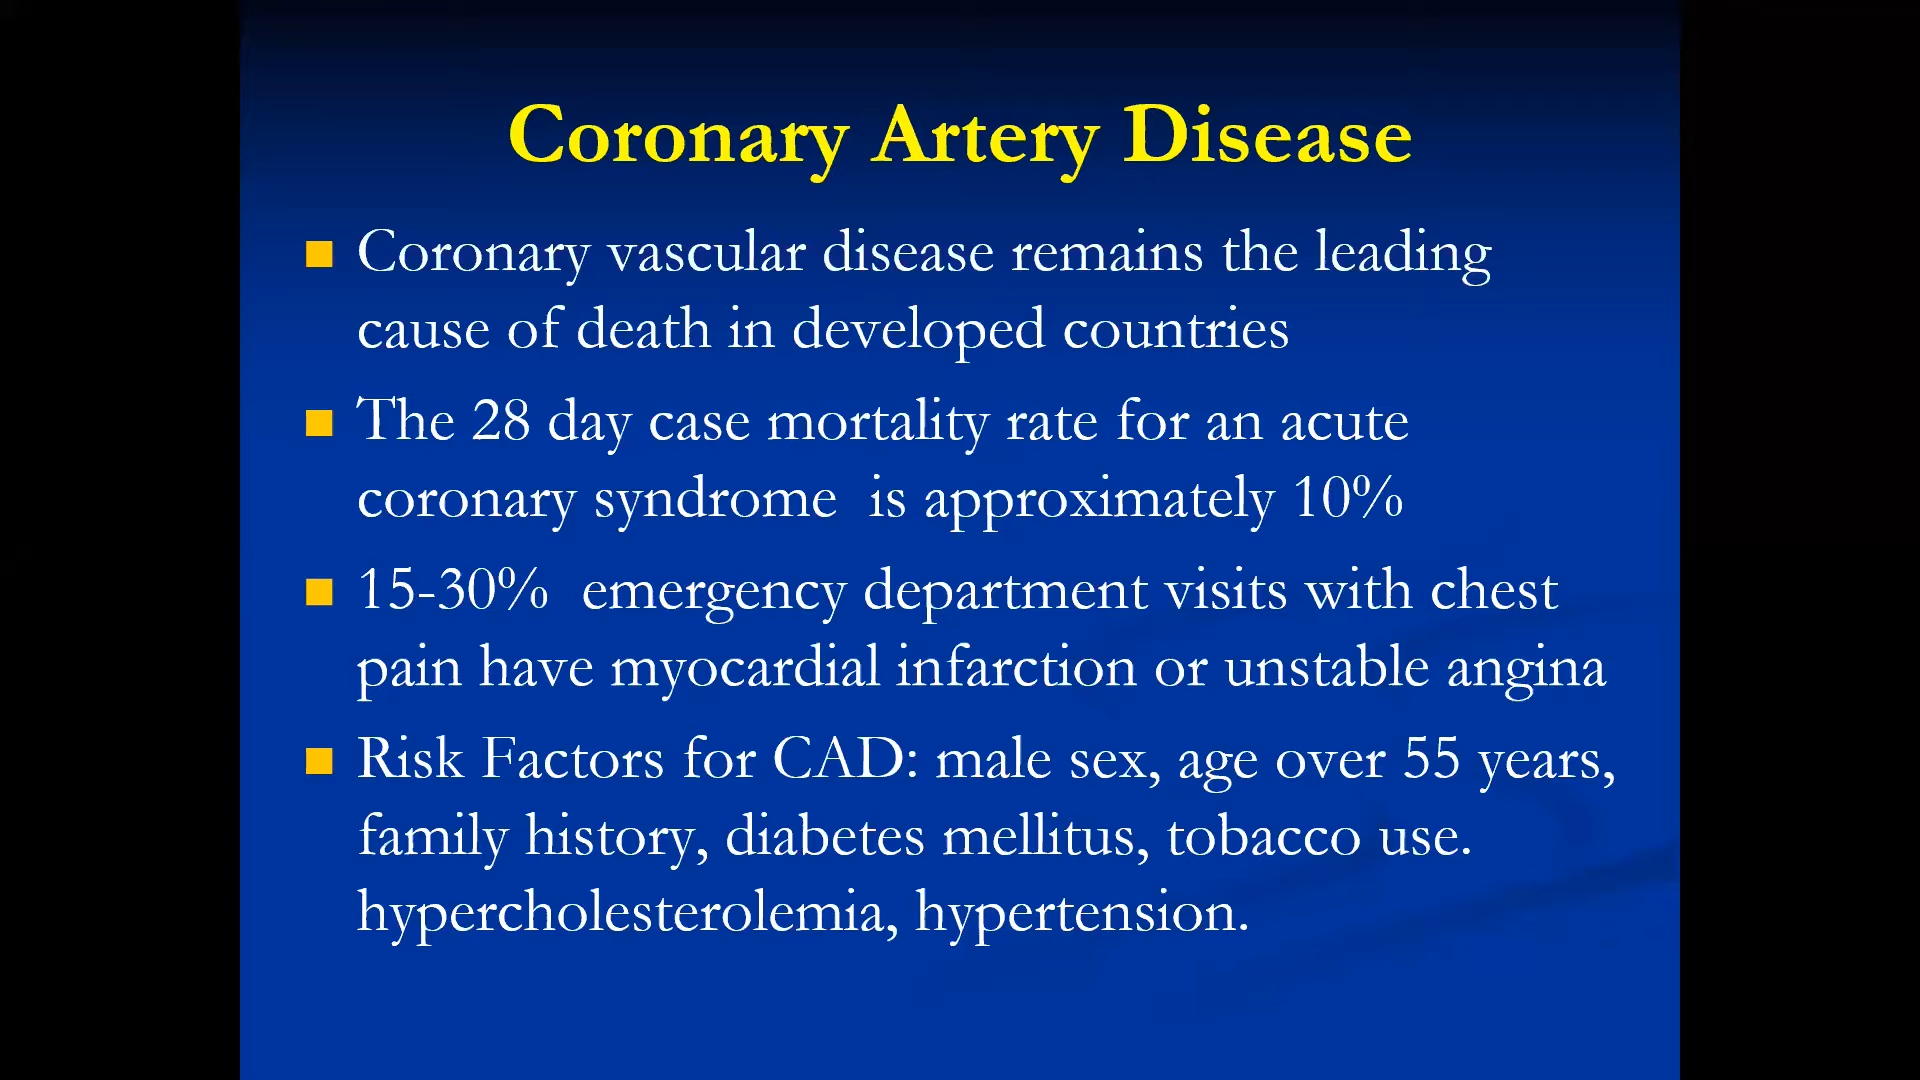 Coronary Artery Disease
Coronary vascular disease remains the leading
cause of death in developed countries
The 28 day case mortality rate for an acute
coronary syndrome  is approximately 10%
15-30%  emergency department visits with chest
pain have myocardial infarction or unstable angina
Risk Factors for CAD: male sex, age over 55 years,
family history, diabetes mellitus, tobacco use.
hypercholesterolemia, hypertension.